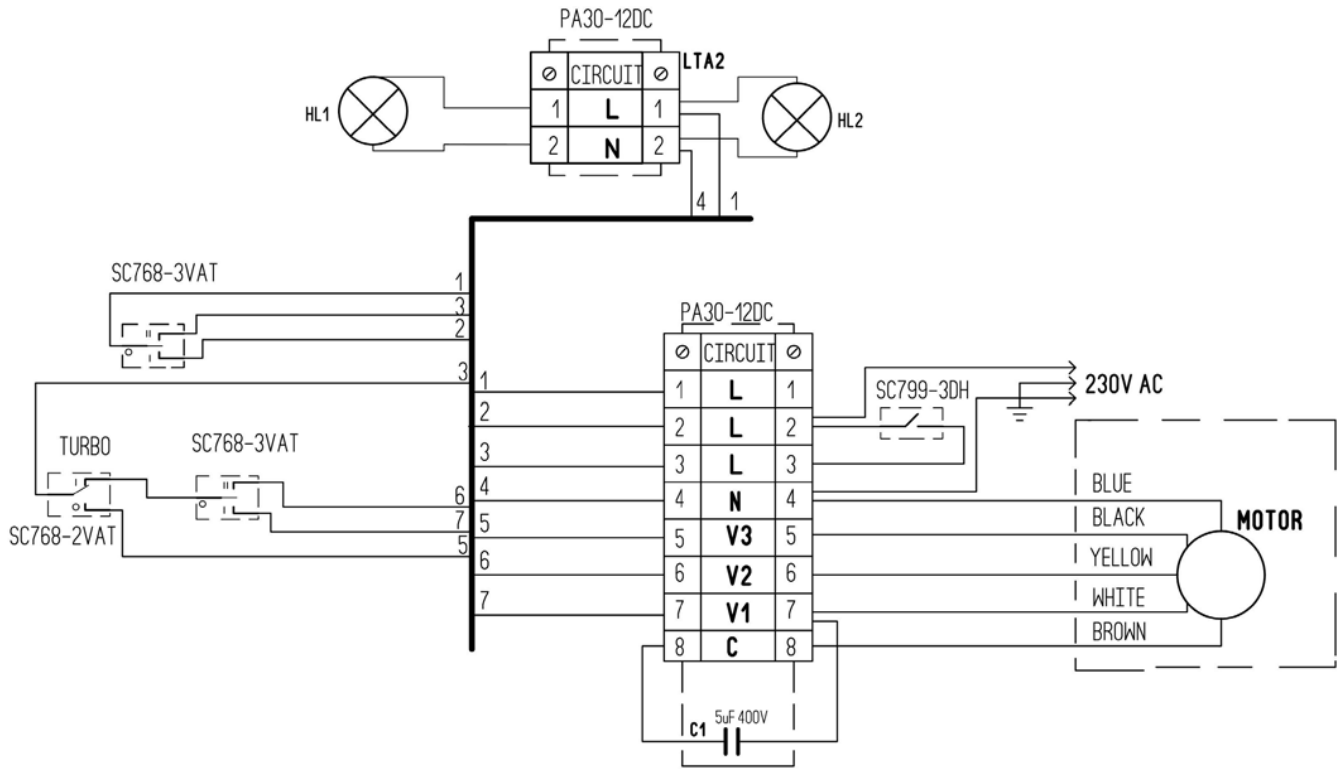 PA30-12DC
LTA2
CIRCUIT
HL1
1 L 1
HL2
2 N 2
4 1
SC768-3VAT
1
3
2
II
I
PA30-12DC
CIRCUIT
3
1
1 L 1
SC799-3DH
230V AC
2
2 L 2
TURBO
SC768-3VAT
3
3 L 3
I
II
I
6
4
4 N 4
BLUE
SC768-2VAT
7
5
5 V3 5
BLACK
MOTOR
5
6
6 V2 6
YELLOW
7
7 V1 7
WHITE
8 C 8
BROWN
C1
5uF 400V